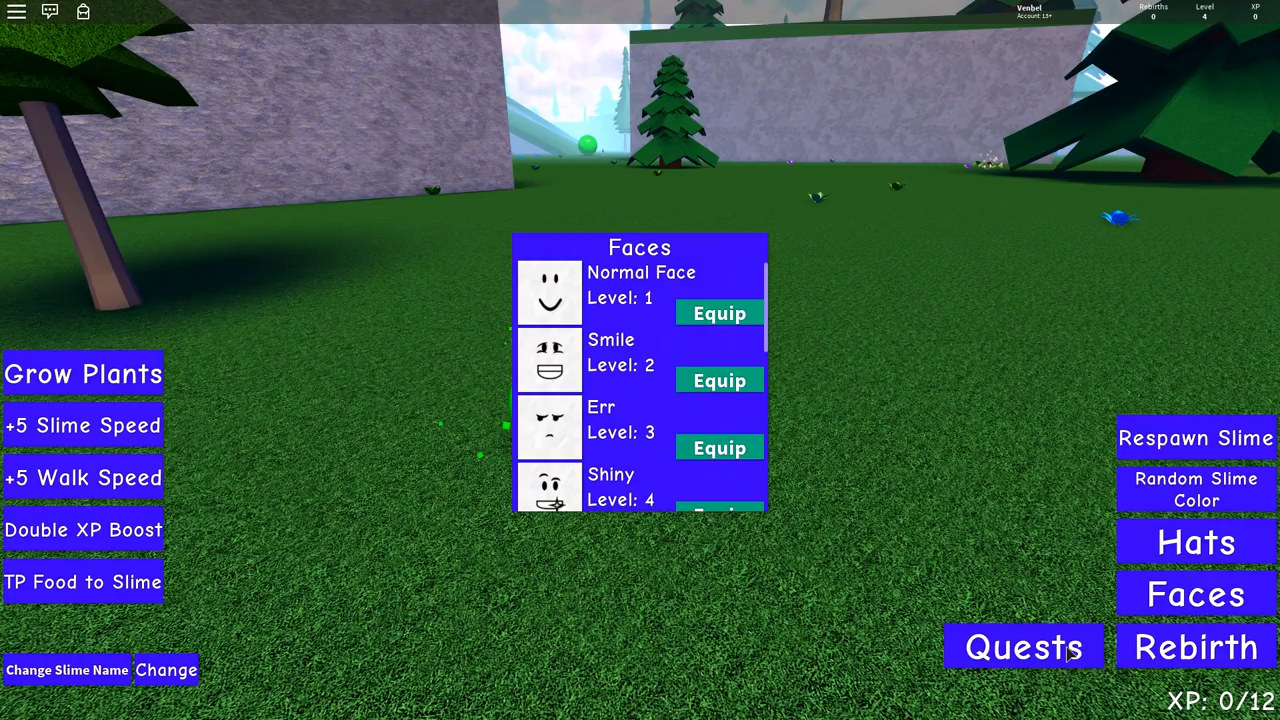 Venbel
Account: 13+
Rebirths
0
Level
4
XP
0
Faces
Normal Face
Level: 1
Equip
Smile
Level: 2
Equip
Err
Level: 3
Equip
Shiny
Level: 4
Grow Plants
+5 Slime Speed
+5 Walk Speed
Double XP Boost
TP Food to Slime
Change Slime Name
Change
Respawn Slime
Random Slime
Color
Hats
Faces
Quests
Rebirth
XP: 0/12